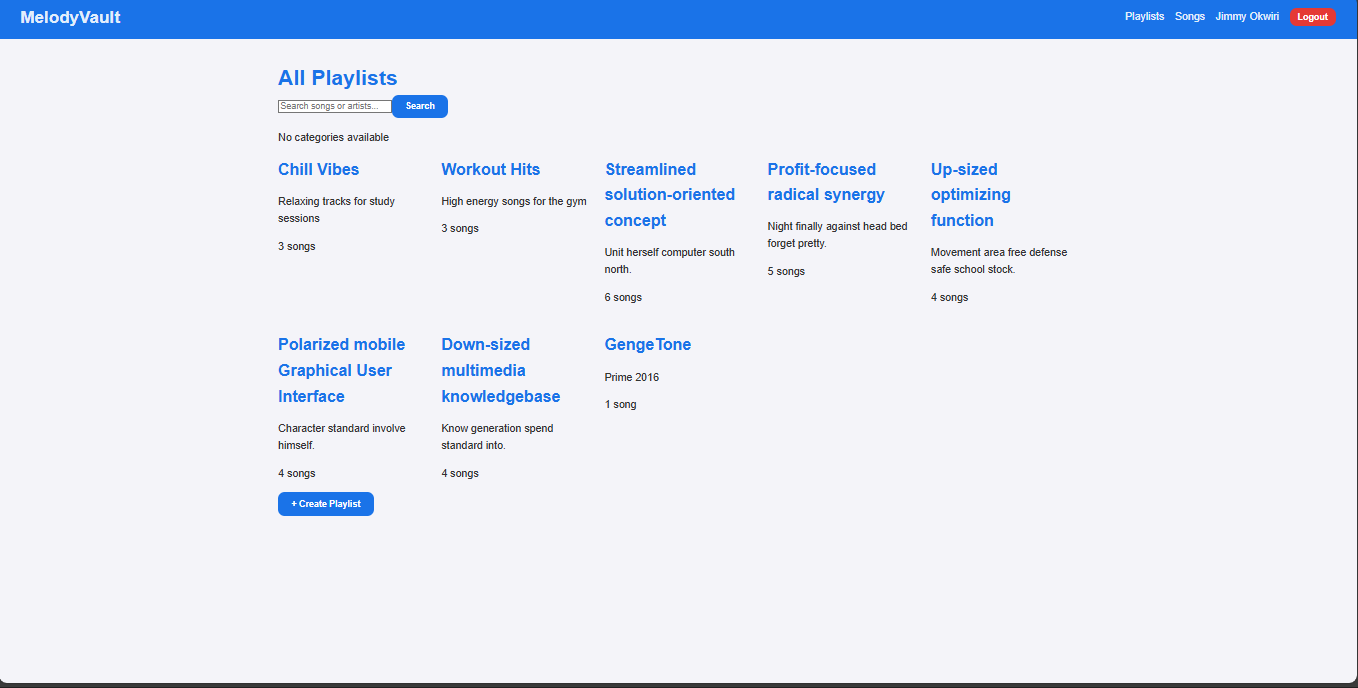 MelodyVault
Playlists
Songs
Jimmy Okwiri
Logout
All Playlists
Search songs or artists...
Search
No categories available
Chill Vibes
Relaxing tracks for study
sessions
3 songs
Workout Hits
High energy songs for the gym
3 songs
Streamlined
solution-oriented
concept
Unit herself computer south
north.
6 songs
Profit-focused
radical synergy
Night finally against head bed
forget pretty.
5 songs
Up-sized
optimizing
function
Movement area free defense
safe school stock.
4 songs
Polarized mobile
Graphical User
Interface
Character standard involve
himself.
4 songs
Down-sized
multimedia
knowledgebase
Know generation spend
standard into.
4 songs
GengeTone
Prime 2016
1 song
+ Create Playlist